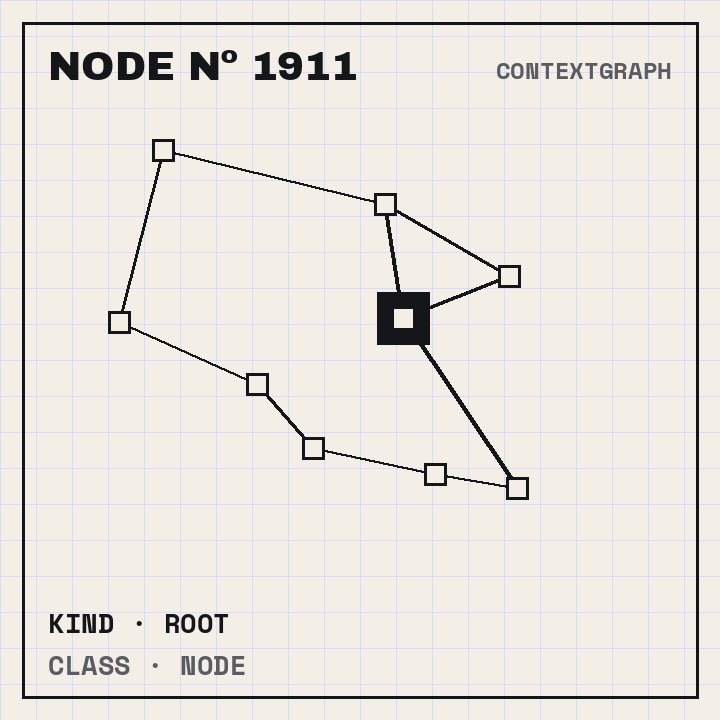 NODE Nº 1911
CONTEXTGRAPH
KIND · ROOT
CLASS · NODE